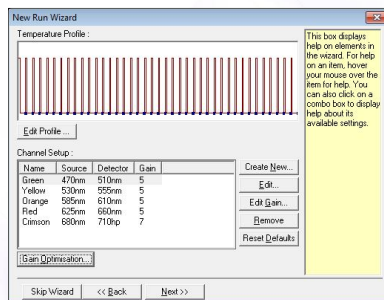 New Run Wizard
Temperature Profile :
Edit Profile ...
Channel Setup :
Name Source Detector Gain
Green 470nm 510nm 5
Yellow 530nm 555nm 5
Orange 585nm 610nm 5
Red 625nm 660nm 5
Crimson 680nm 710hp 7
Create New...
Edit...
Edit Gain...
Remove
Reset Defaults
Gain Optimisation...
Skip Wizard << Back Next >>
This box displays
help on elements in
the wizard. For help
on an item, hover
your mouse over the
item for help. You
can also click on a
combo box to display
help about its
available settings.